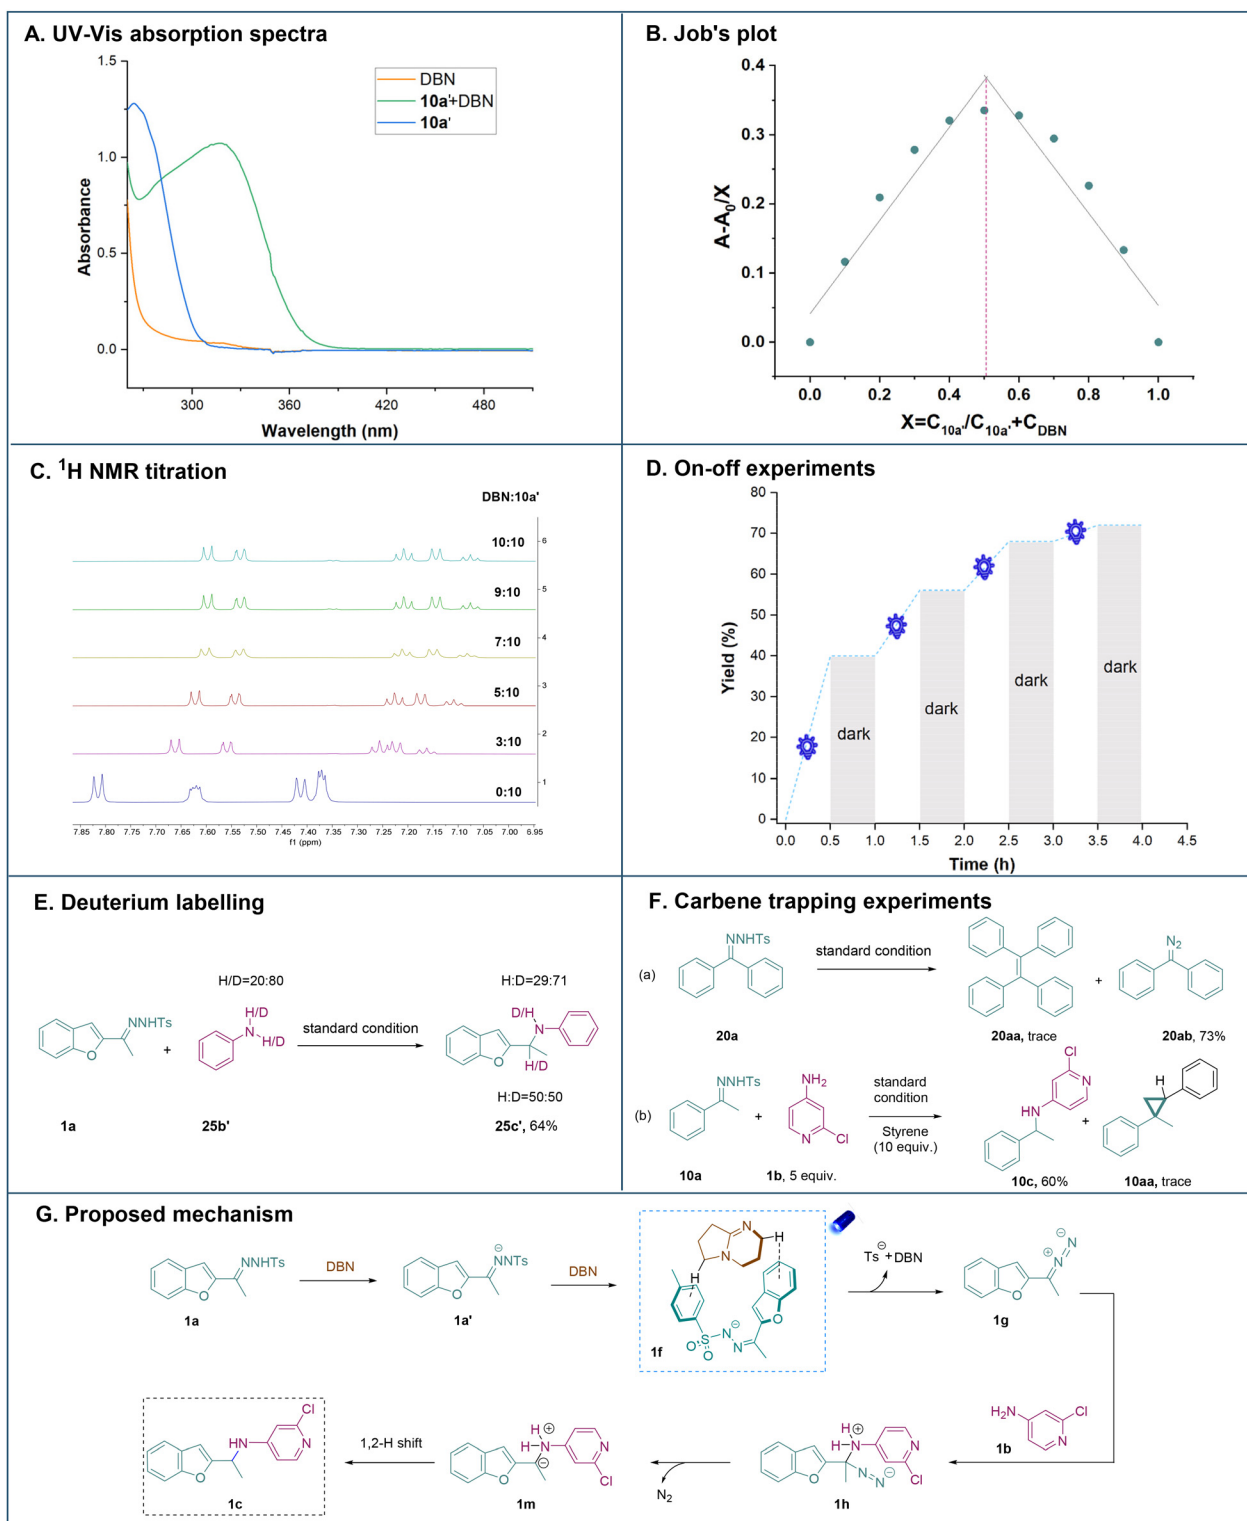 A. UV-Vis absorption spectra
1.5
1.0
0.5
0.0
Absorbance
300
360
420
480
Wavelength (nm)
DBN
10a'+DBN
10a'
B. Job's plot
0.4
0.3
0.2
0.1
0.0
A-A₀/X
0.0
0.2
0.4
0.6
0.8
1.0
X=C10a'/C10a'+CDBN
C. ¹H NMR titration
DBN:10a'
10:10
9:10
7:10
5:10
3:10
0:10
6
5
4
3
2
1
7.85 7.80 7.75 7.70 7.65 7.60 7.55 7.50 7.45 7.40 7.35 7.30 7.25 7.20 7.15 7.10 7.05 7.00 6.95
f1 (ppm)
D. On-off experiments
80
70
60
50
40
30
20
10
0
Yield (%)
dark
dark
dark
dark
0.0 0.5 1.0 1.5 2.0 2.5 3.0 3.5 4.0 4.5
Time (h)
E. Deuterium labelling
H/D=20:80
H:D=29:71
NNHTs
O
+
H/D
N
H/D
standard condition
D/H
N
O
H/D
H:D=50:50
1a
25b'
25c', 64%
F. Carbene trapping experiments
(a)
NNHTs
standard condition
+
N₂
20a
20aa, trace
20ab, 73%
(b)
NNHTs
+
NH₂
N
Cl
standard
condition
Styrene
(10 equiv.)
Cl
N
HN
+
H
10a
1b, 5 equiv.
10c, 60%
10aa, trace
G. Proposed mechanism
NNHTs
O
1a
DBN
⊖
NNTs
O
1a'
DBN
N
N
H
H
O
S
O
O
N
⊖
N
1f
Ts⊖+DBN
⊖
N
⊕
N
O
1g
H₂N
Cl
N
1b
H
⊕
H-N
N
Cl
O
N=N
⊖
1h
N₂
H
⊕
H-N
N
Cl
O
⊖
1m
1,2-H shift
Cl
HN
N
O
1c